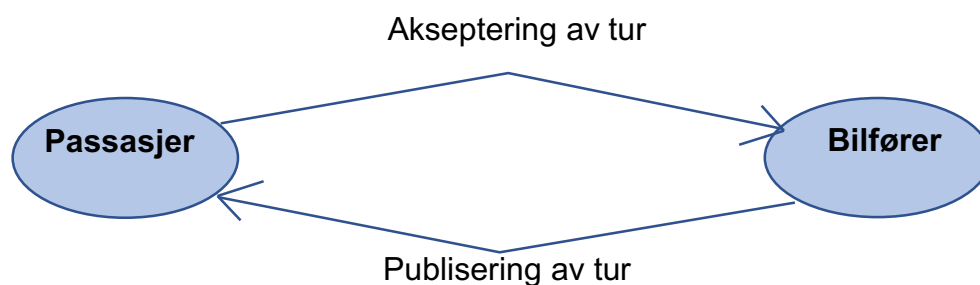 Akseptering av tur
Passasjer
Bilfører
Publisering av tur